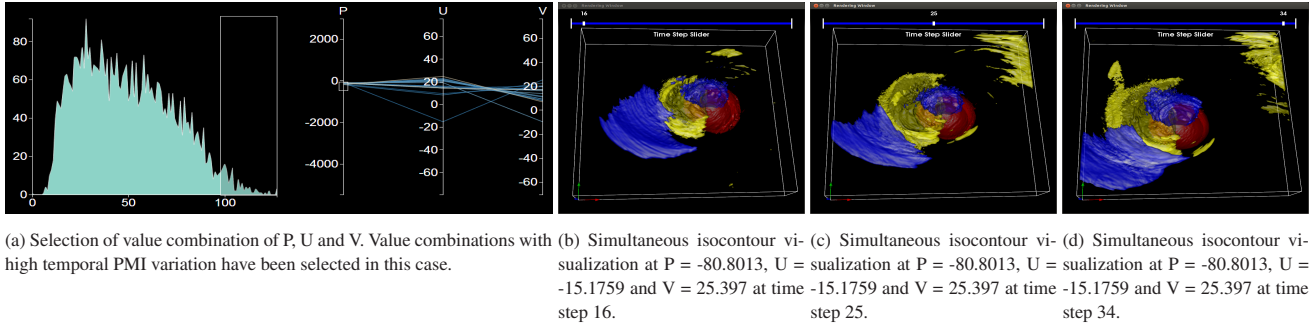 P U V
80
60
40
20
0
0 50 100
2000
0
-2000
-4000
60
40
20
0
-20
-40
-60
60
40
20
0
-20
-40
-60
Rendering Window
16
Time Step Slider
Rendering Window
25
Time Step Slider
Rendering Window
34
Time Step Slider
(a) Selection of value combination of P, U and V. Value combinations with
high temporal PMI variation have been selected in this case.
(b) Simultaneous isocontour vi-
sualization at P = -80.8013, U =
-15.1759 and V = 25.397 at time
step 16.
(c) Simultaneous isocontour vi-
sualization at P = -80.8013, U =
-15.1759 and V = 25.397 at time
step 25.
(d) Simultaneous isocontour vi-
sualization at P = -80.8013, U =
-15.1759 and V = 25.397 at time
step 34.